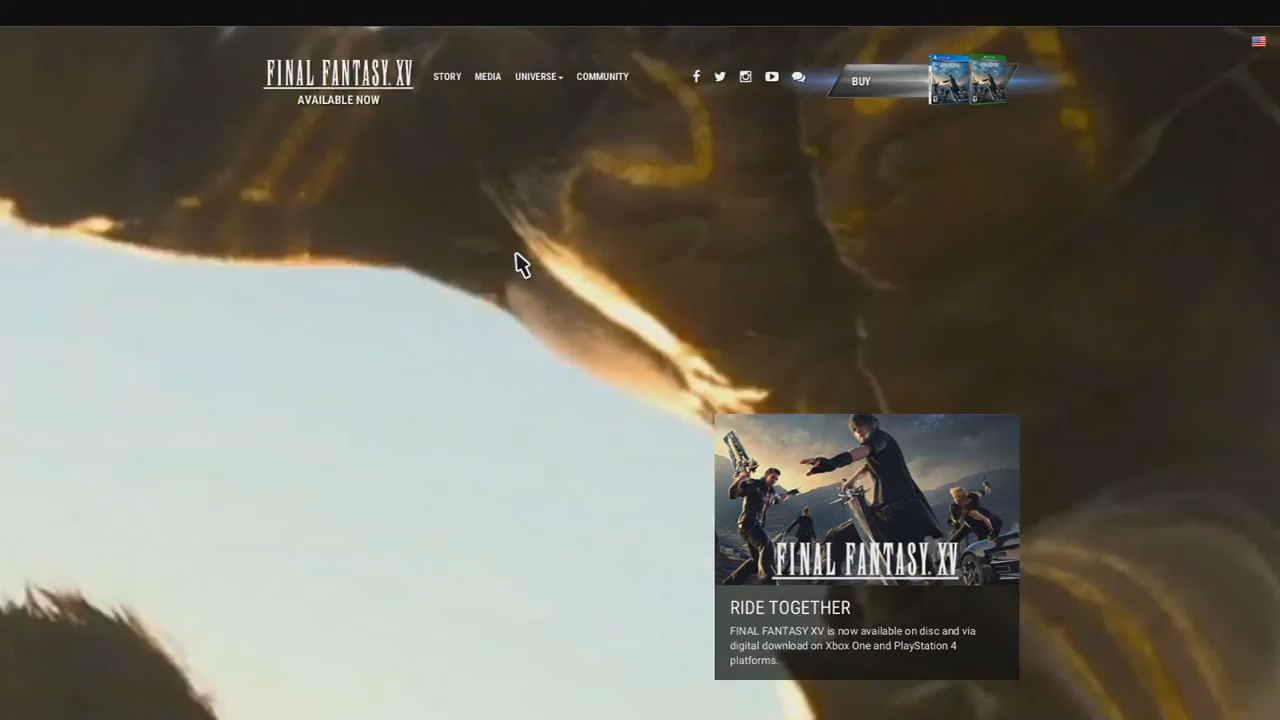 FINAL FANTASY XV
AVAILABLE NOW
STORY
MEDIA
UNIVERSE
COMMUNITY
BUY
FINAL FANTASY XV
RIDE TOGETHER
FINAL FANTASY XV is now available on disc and via
digital download on Xbox One and PlayStation 4
platforms.